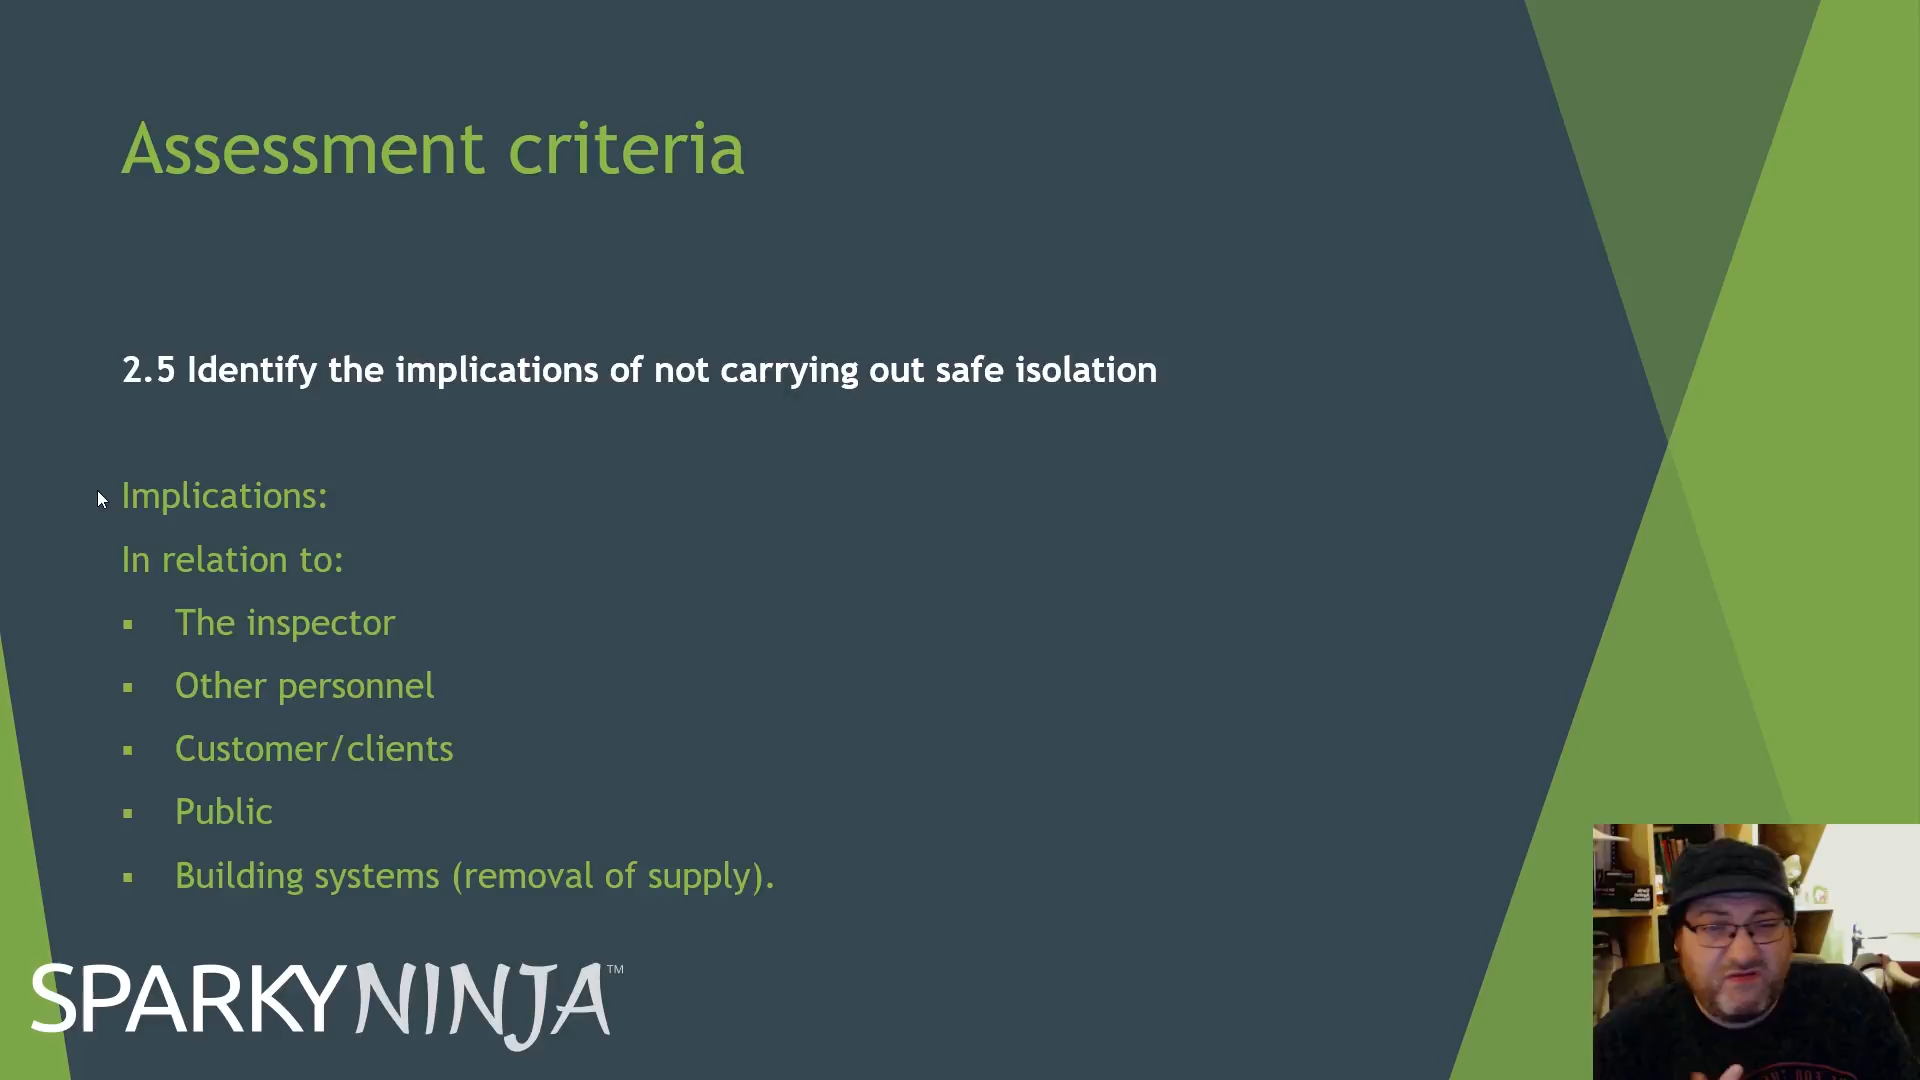 Assessment criteria
2.5 Identify the implications of not carrying out safe isolation
Implications:
In relation to:
▪ The inspector
▪ Other personnel
▪ Customer/clients
▪ Public
▪ Building systems (removal of supply).
SPARKYNINJA™